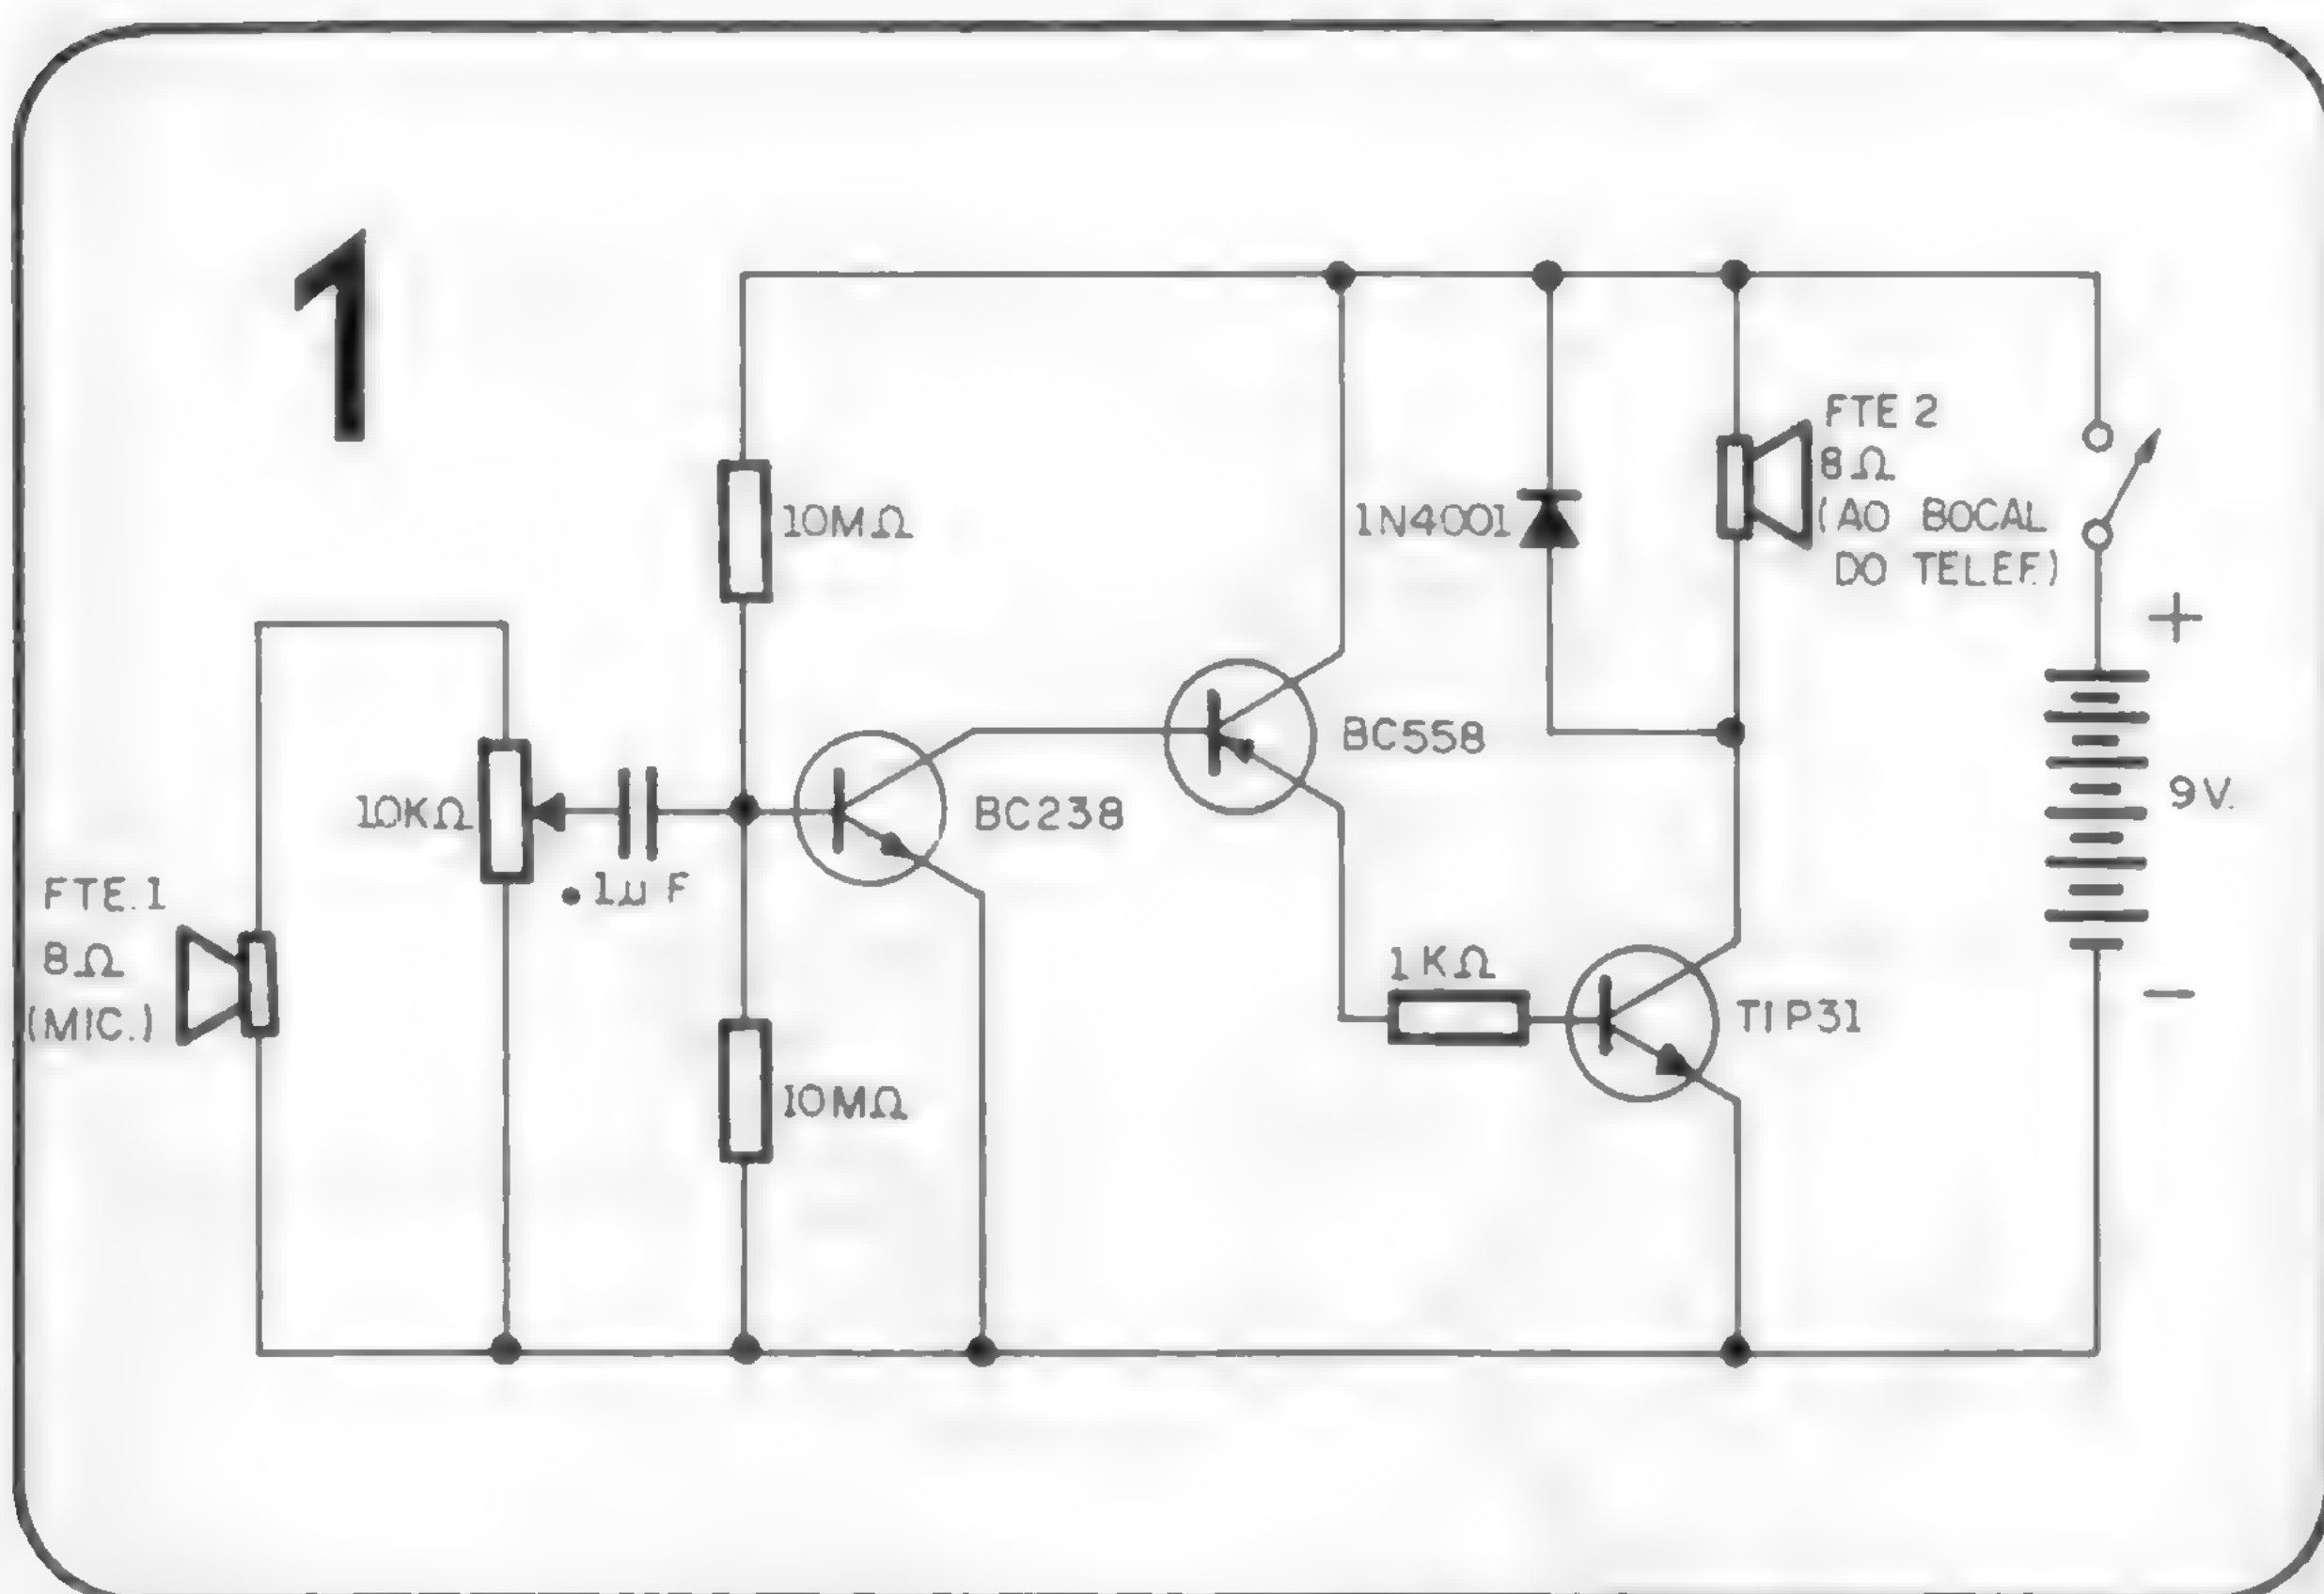 1
10MΩ
1N4001
FTE 2
8Ω
(AO BOCAL
DO TELEF.)
+
BC558
10KΩ
.1µF
BC238
9V.
FTE.1
8Ω
(MIC.)
1KΩ
TIP31
−
10MΩ